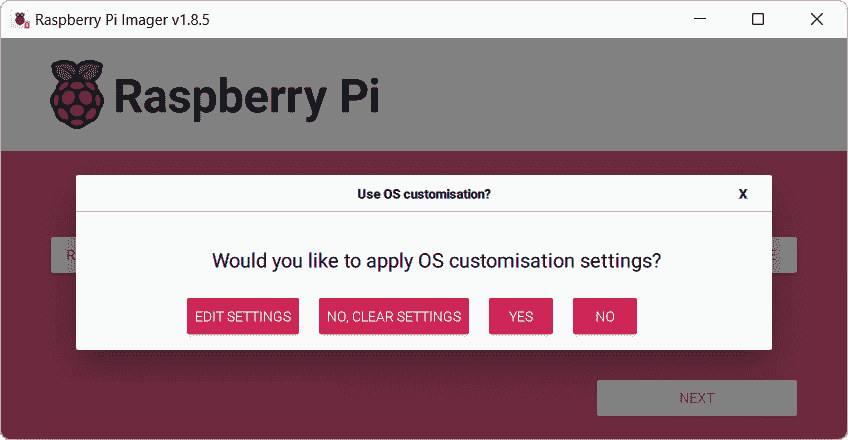 Raspberry Pi Imager v1.8.5
Raspberry Pi
Use OS customisation? X
Would you like to apply OS customisation settings?
EDIT SETTINGS NO, CLEAR SETTINGS YES NO
NEXT